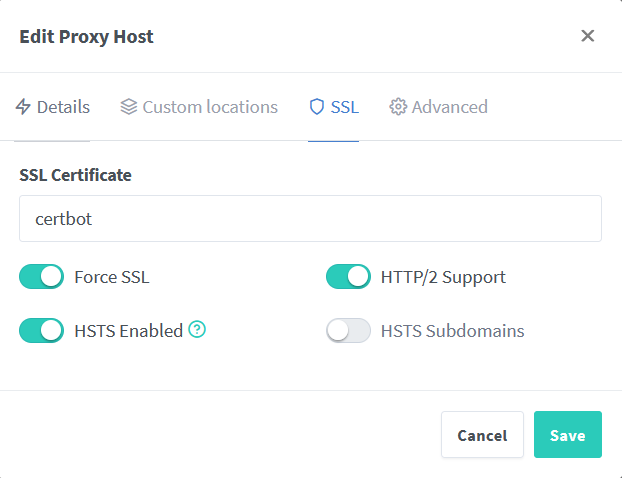 Edit Proxy Host
Details Custom locations SSL Advanced
SSL Certificate
certbot
Force SSL HTTP/2 Support
HSTS Enabled ? HSTS Subdomains
Cancel Save